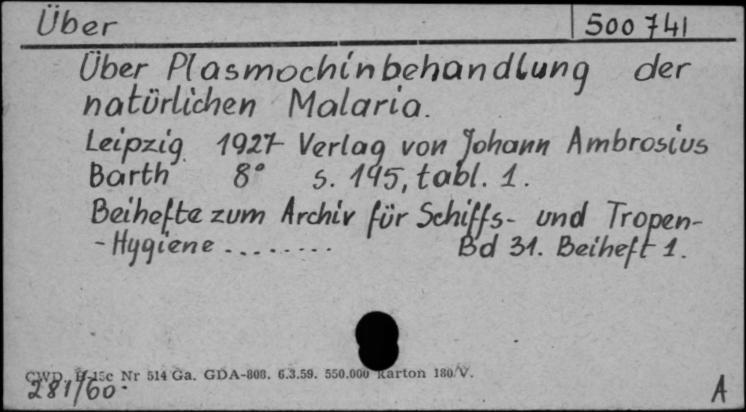 Über 500741
Über Plasmochinbehandlung der
natürlichen Malaria.
Leipzig 1927 Verlag von Johann Ambrosius
Barth 8° s. 195, tabl. 1.
Beihefte zum Archiv für Schiffs- und Tropen-
- Hygiene ......... Bd 31. Beiheft 1.
CWD. H-15c Nr 514 Ga. GDA-808. 6.3.59. 550.000 Karton 180/V.
281/60. A